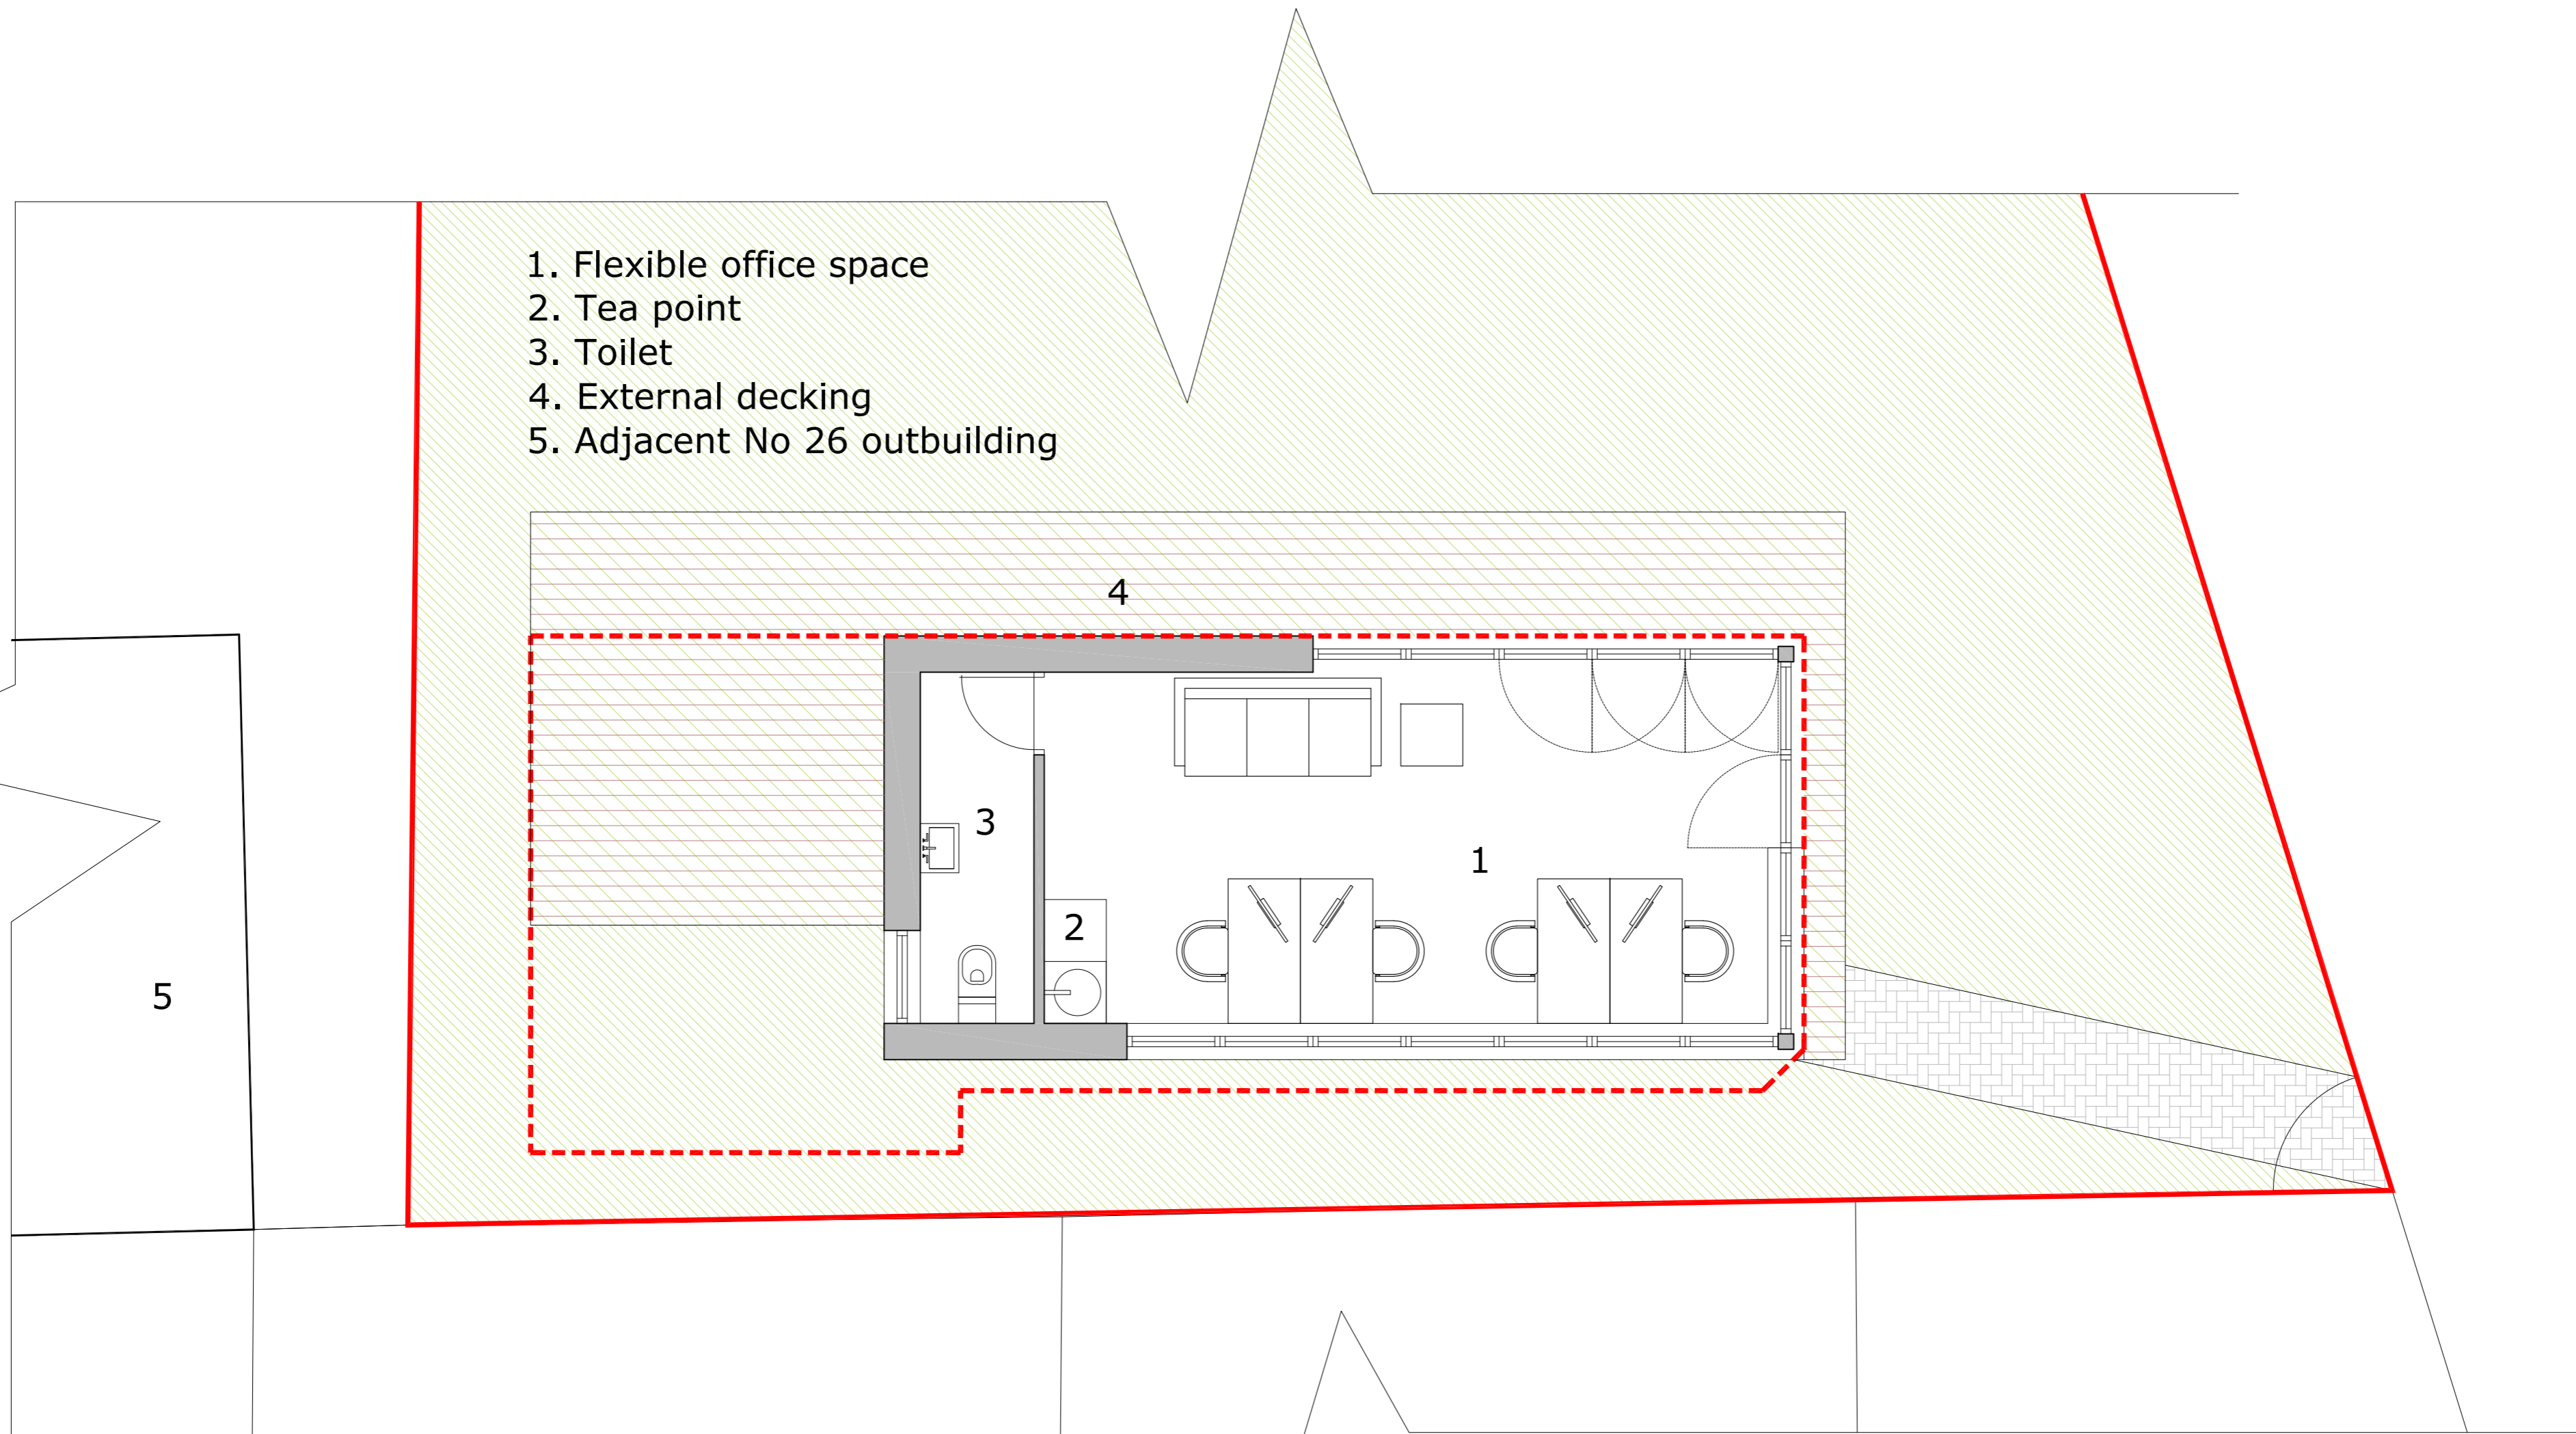 1. Flexible office space
2. Tea point
3. Toilet
4. External decking
5. Adjacent No 26 outbuilding
4
3
1
2
5